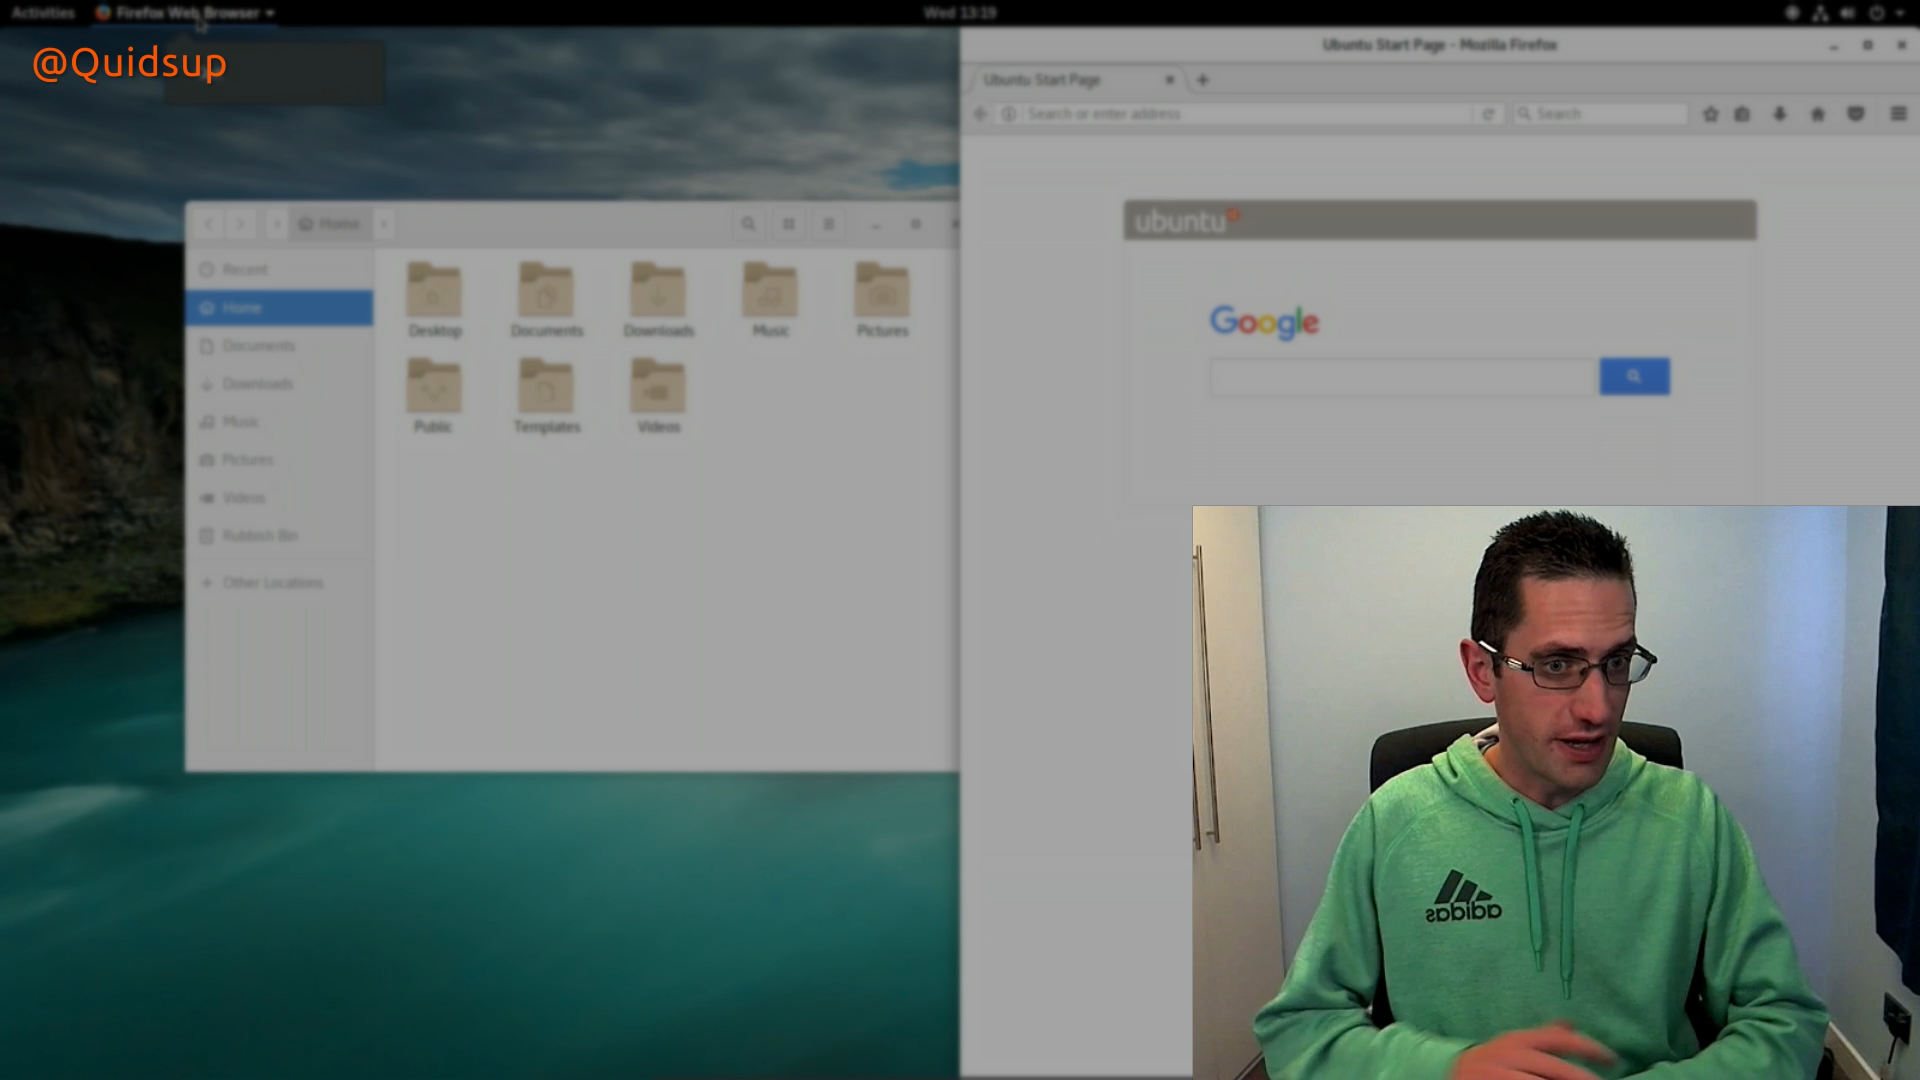 Activities
Firefox Web Browser
Wed 13:19
@Quidsup
Ubuntu Start Page - Mozilla Firefox
Ubuntu Start Page
Search or enter address
Search
ubuntu
Google
Home
Recent
Home
Documents
Downloads
Music
Pictures
Videos
Rubbish Bin
Other Locations
Desktop
Documents
Downloads
Music
Pictures
Public
Templates
Videos
adidas